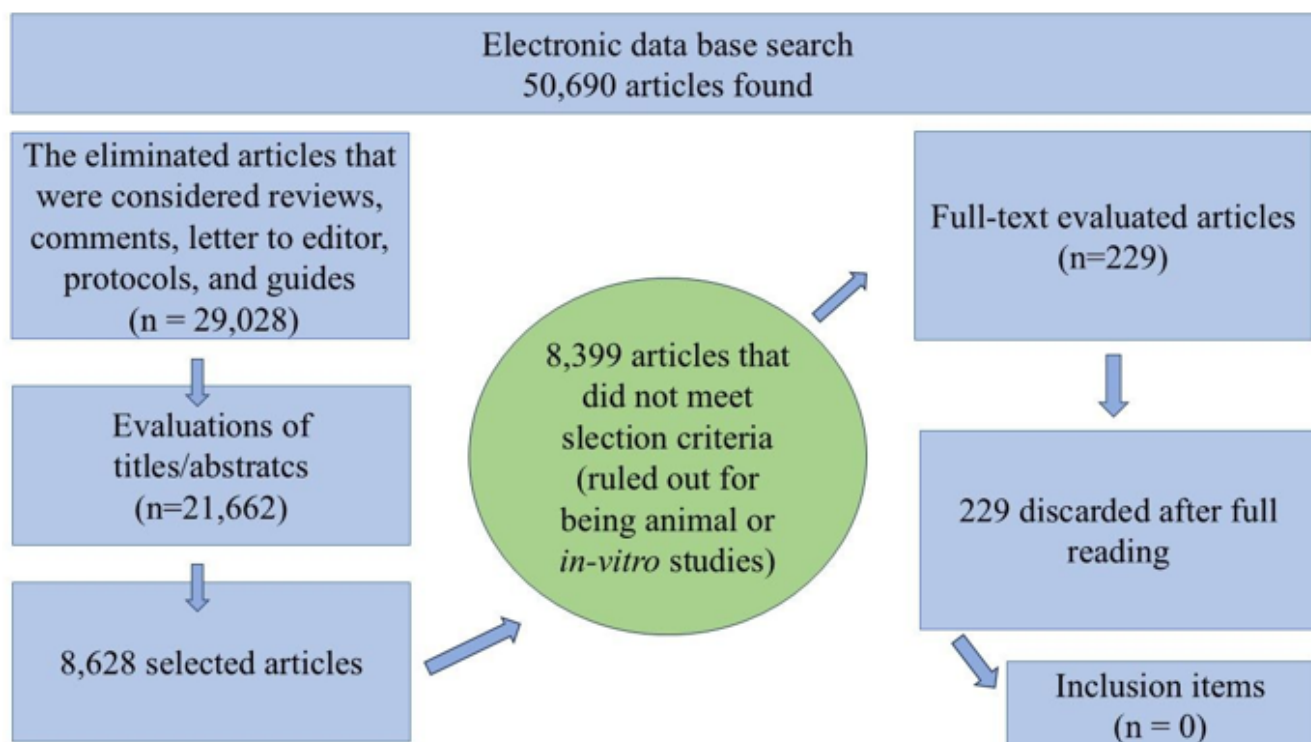 Electronic data base search
50,690 articles found
The eliminated articles that
were considered reviews,
comments, letter to editor,
protocols, and guides
(n = 29,028)
Evaluations of
titles/abstratcs
(n=21,662)
8,628 selected articles
8,399 articles that
did not meet
slection criteria
(ruled out for
being animal or
in-vitro studies)
Full-text evaluated articles
(n=229)
229 discarded after full
reading
Inclusion items
(n = 0)